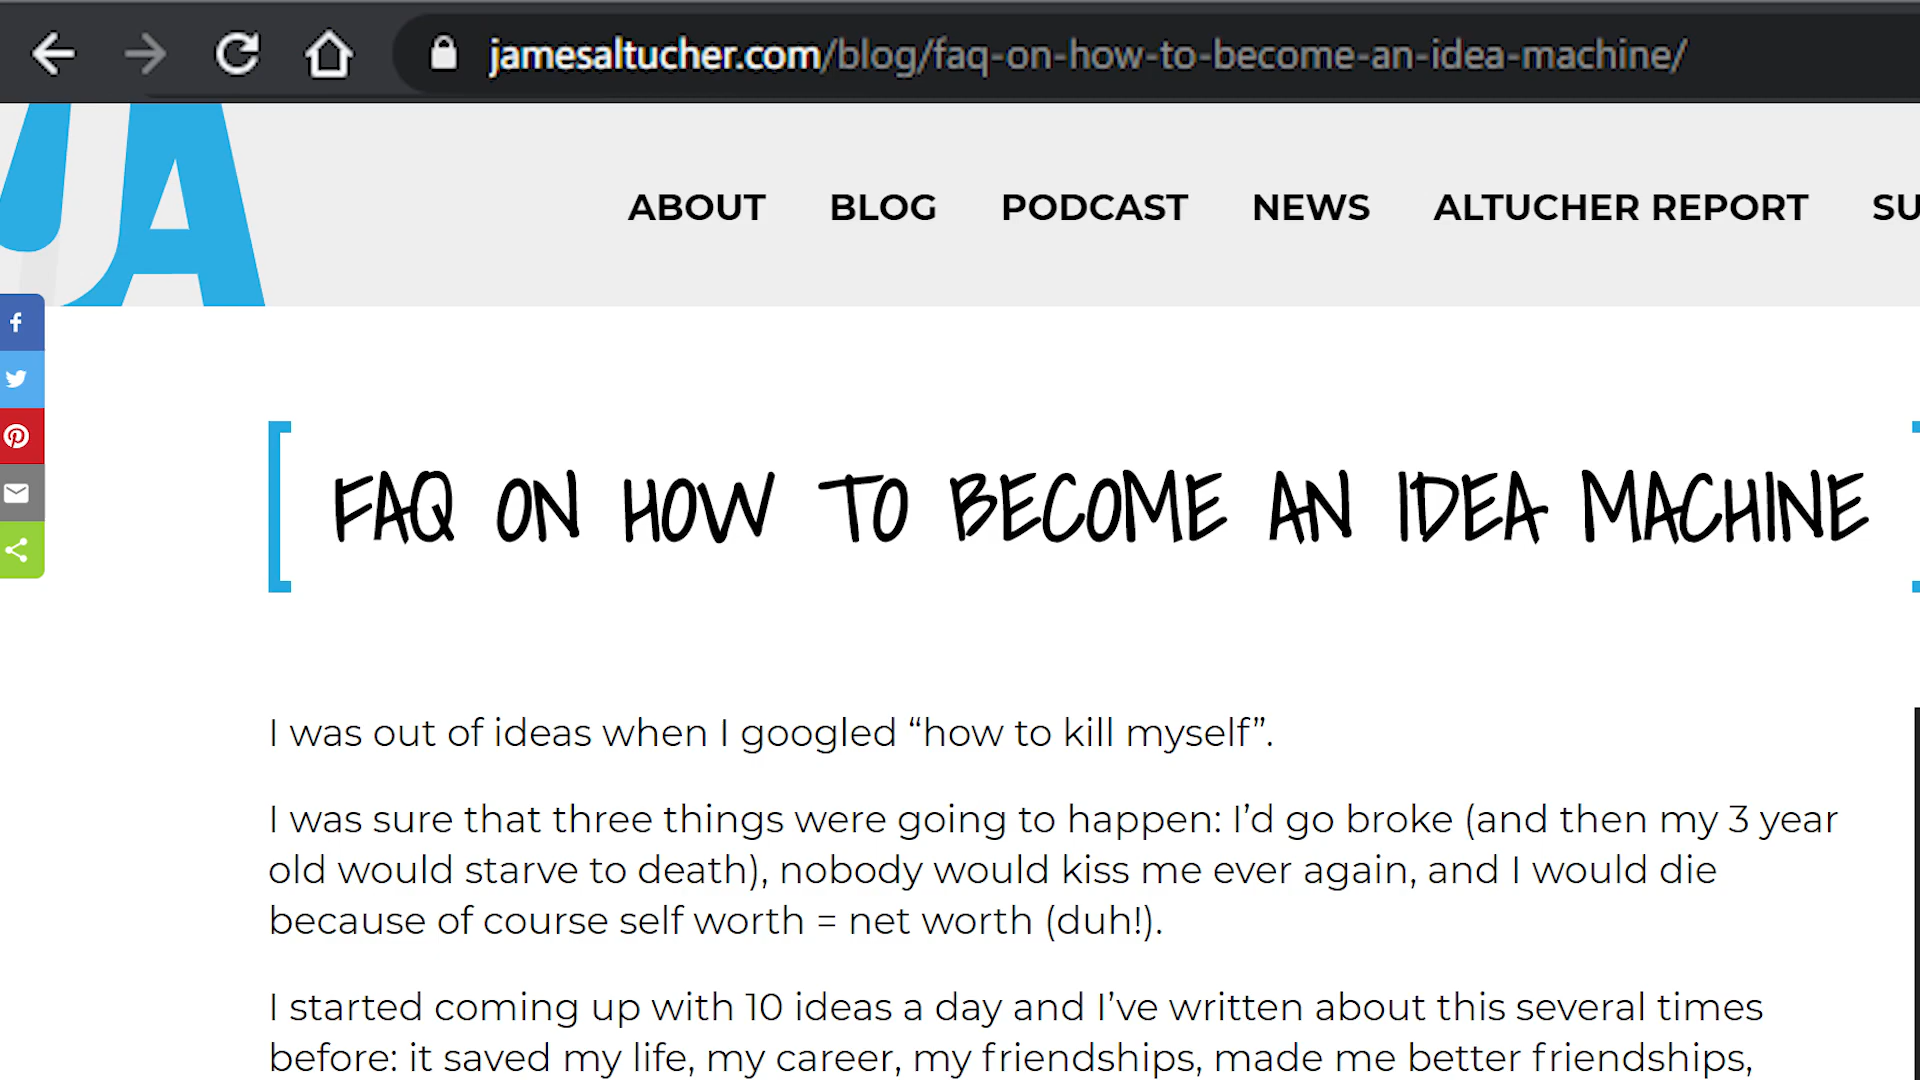 jamesaltucher.com/blog/faq-on-how-to-become-an-idea-machine/
JA
ABOUT BLOG PODCAST NEWS ALTUCHER REPORT SU
FAQ ON HOW TO BECOME AN IDEA MACHINE
I was out of ideas when I googled “how to kill myself”.
I was sure that three things were going to happen: I’d go broke (and then my 3 year
old would starve to death), nobody would kiss me ever again, and I would die
because of course self worth = net worth (duh!).
I started coming up with 10 ideas a day and I’ve written about this several times
before: it saved my life, my career, my friendships, made me better friendships,